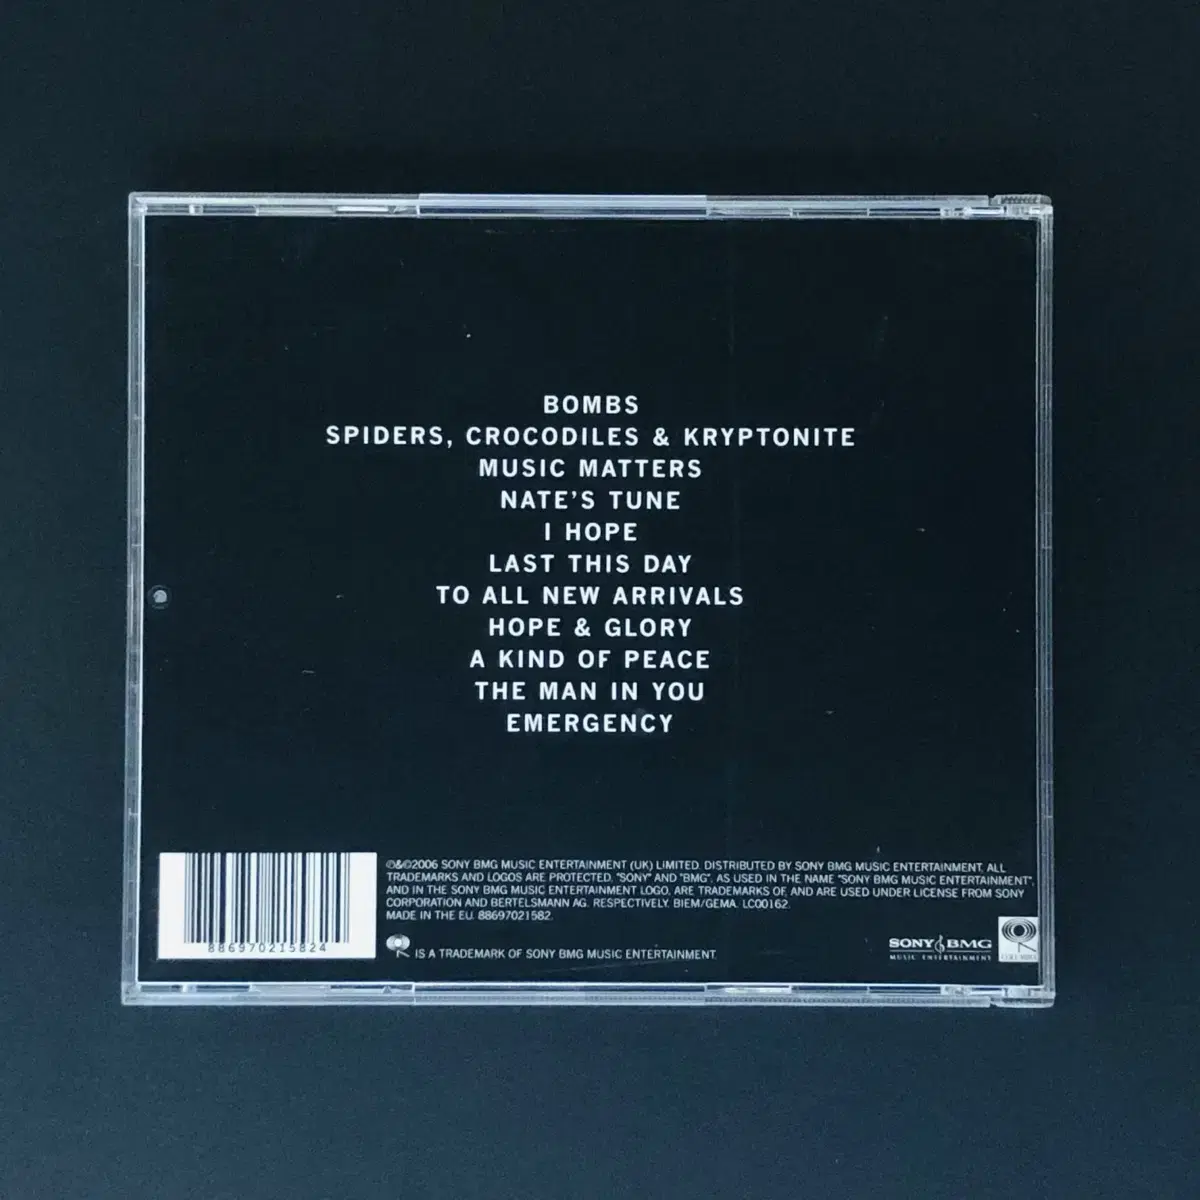 BOMBS
SPIDERS, CROCODILES & KRYPTONITE
MUSIC MATTERS
NATE'S TUNE
I HOPE
LAST THIS DAY
TO ALL NEW ARRIVALS
HOPE & GLORY
A KIND OF PEACE
THE MAN IN YOU
EMERGENCY
℗&©2006 SONY BMG MUSIC ENTERTAINMENT (UK) LIMITED. DISTRIBUTED BY SONY BMG MUSIC ENTERTAINMENT, ALL
TRADEMARKS AND LOGOS ARE PROTECTED. "SONY" AND "BMG", AS USED IN THE NAME "SONY BMG MUSIC ENTERTAINMENT",
AND IN THE SONY BMG MUSIC ENTERTAINMENT LOGO, ARE TRADEMARKS OF, AND ARE USED UNDER LICENSE FROM SONY
CORPORATION AND BERTELSMANN AG, RESPECTIVELY. BIEM/GEMA. LC00162.
MADE IN THE EU. 88697021582.
886970215824
IS A TRADEMARK OF SONY BMG MUSIC ENTERTAINMENT.
SONY BMG
MUSIC ENTERTAINMENT